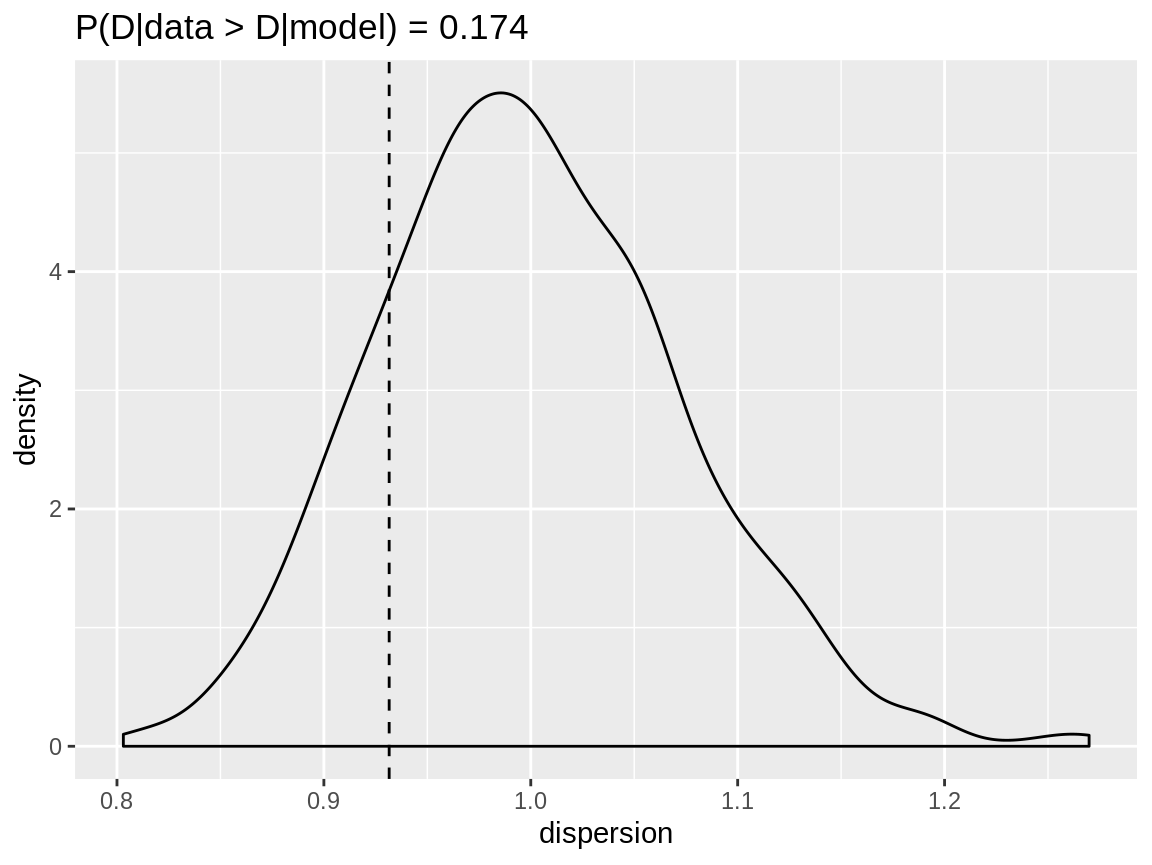 P(D|data > D|model) = 0.174
density
4
2
0
0.8 0.9 1.0 1.1 1.2
dispersion